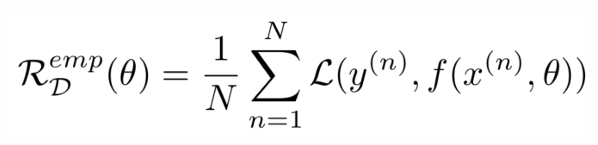 $\mathcal{R}_{\mathcal{D}}^{emp}(\theta) = \frac{1}{N} \sum_{n=1}^{N} \mathcal{L}(y^{(n)}, f(x^{(n)}, \theta))$